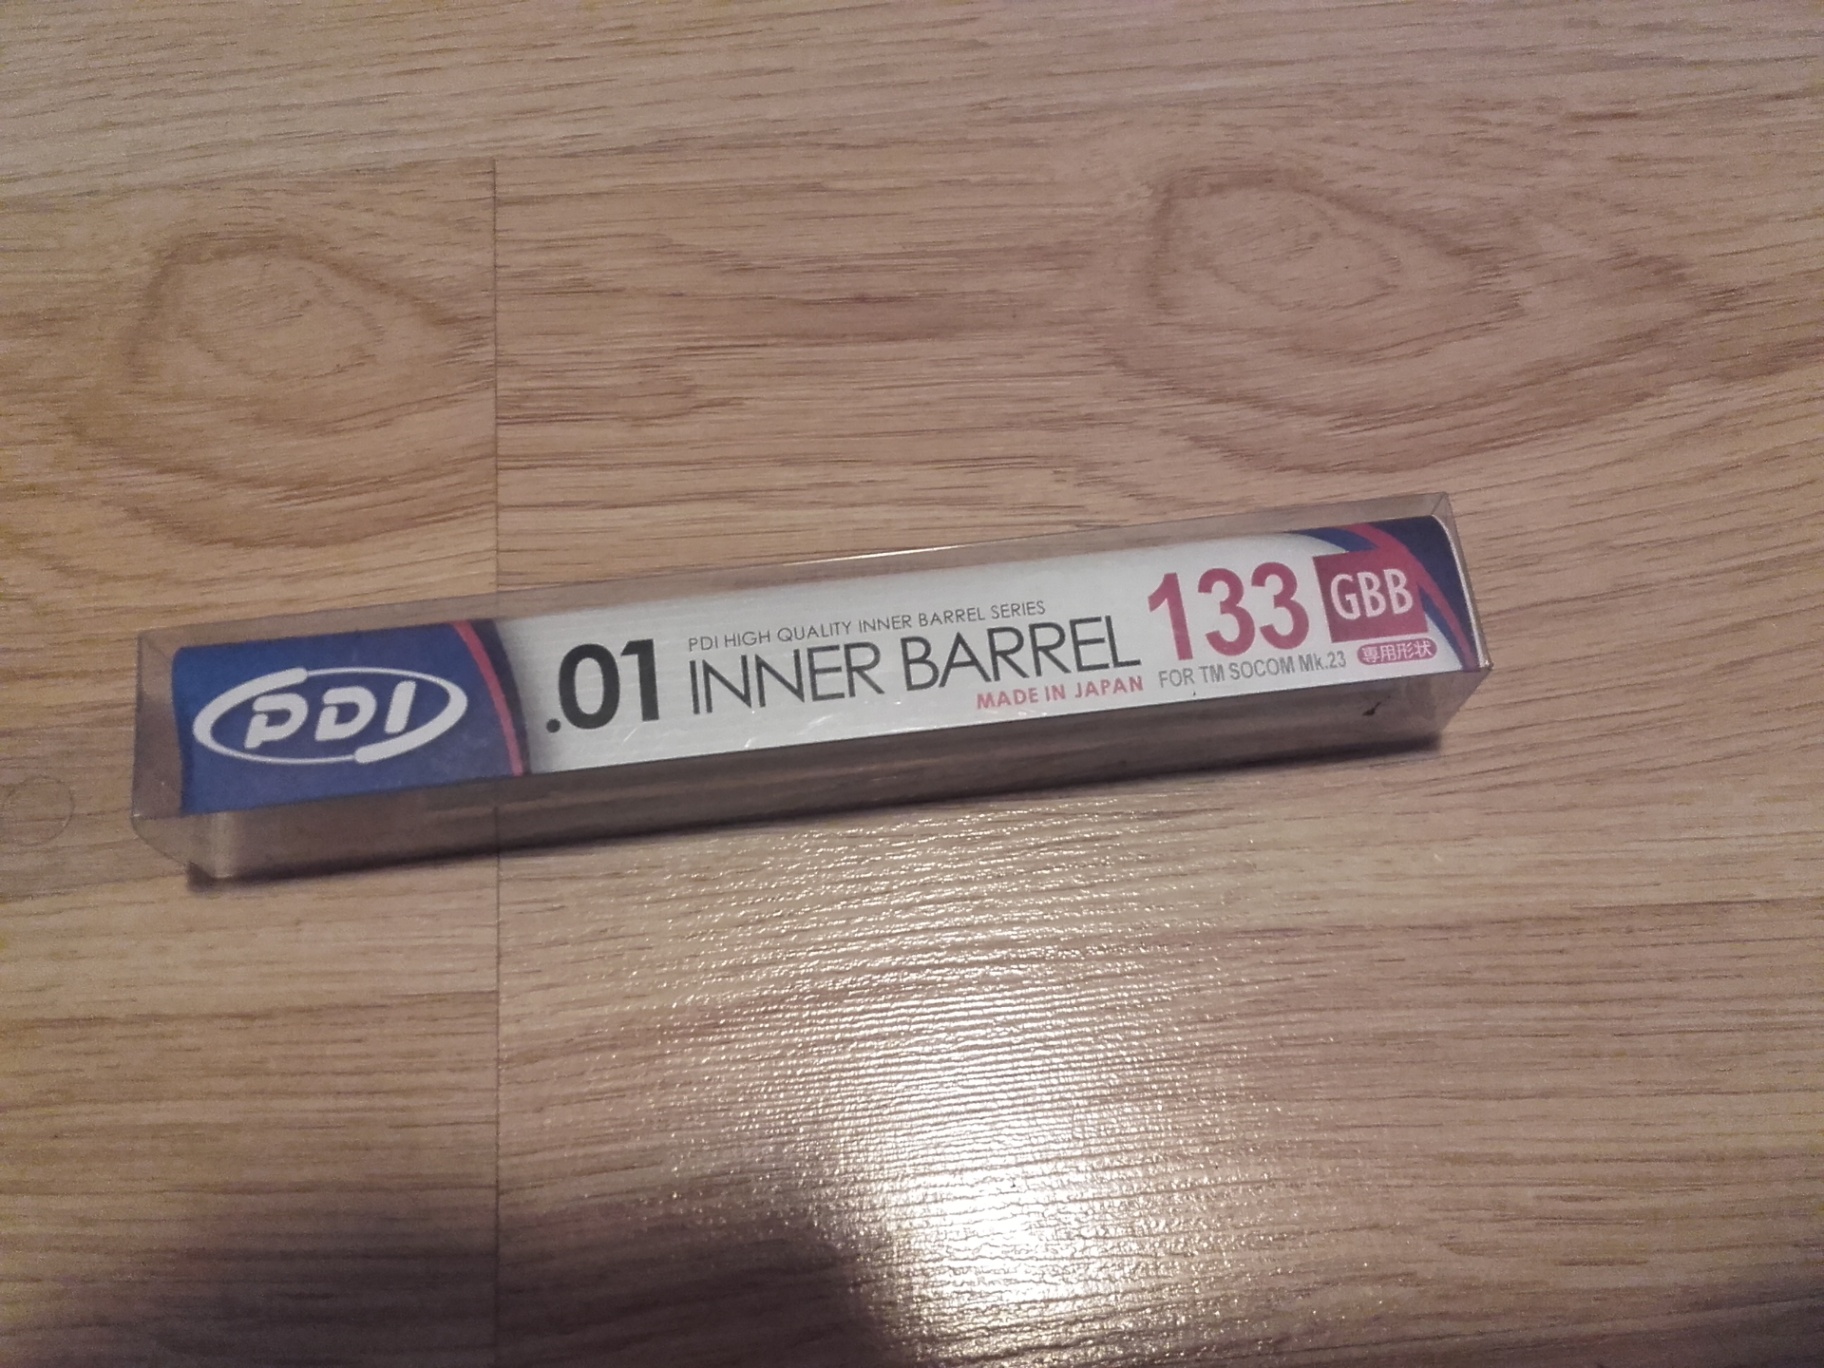 PDI
.01
PDI HIGH QUALITY INNER BARREL SERIES
INNER BARREL
MADE IN JAPAN
133
GBB
FOR TM SOCOM Mk.23
専用形状